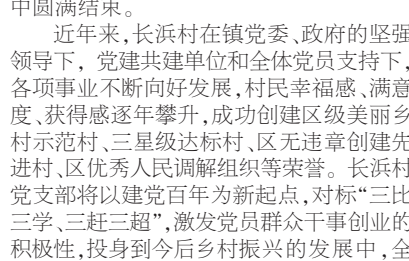 中圆满结束。
近年来,长浜村在镇党委、政府的坚强
领导下，党建共建单位和全体党员支持下,
各项事业不断向好发展,村民幸福感、满意
度、获得感逐年攀升,成功创建区级美丽乡
村示范村、三星级达标村、区无违章创建先
进村、区优秀人民调解组织等荣誉。长浜村
党支部将以建党百年为新起点,对标“三比
三学、三赶三超”,激发党员群众干事创业的
积极性,投身到今后乡村振兴的发展中,全